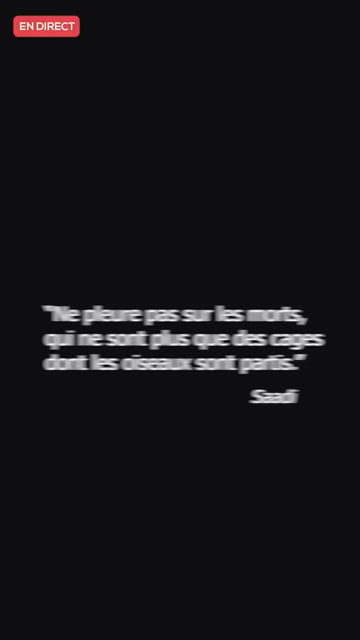 EN DIRECT
"Ne pleure pas sur les morts,
qui ne sont plus que des cages
dont les oiseaux sont partis."
Saadi